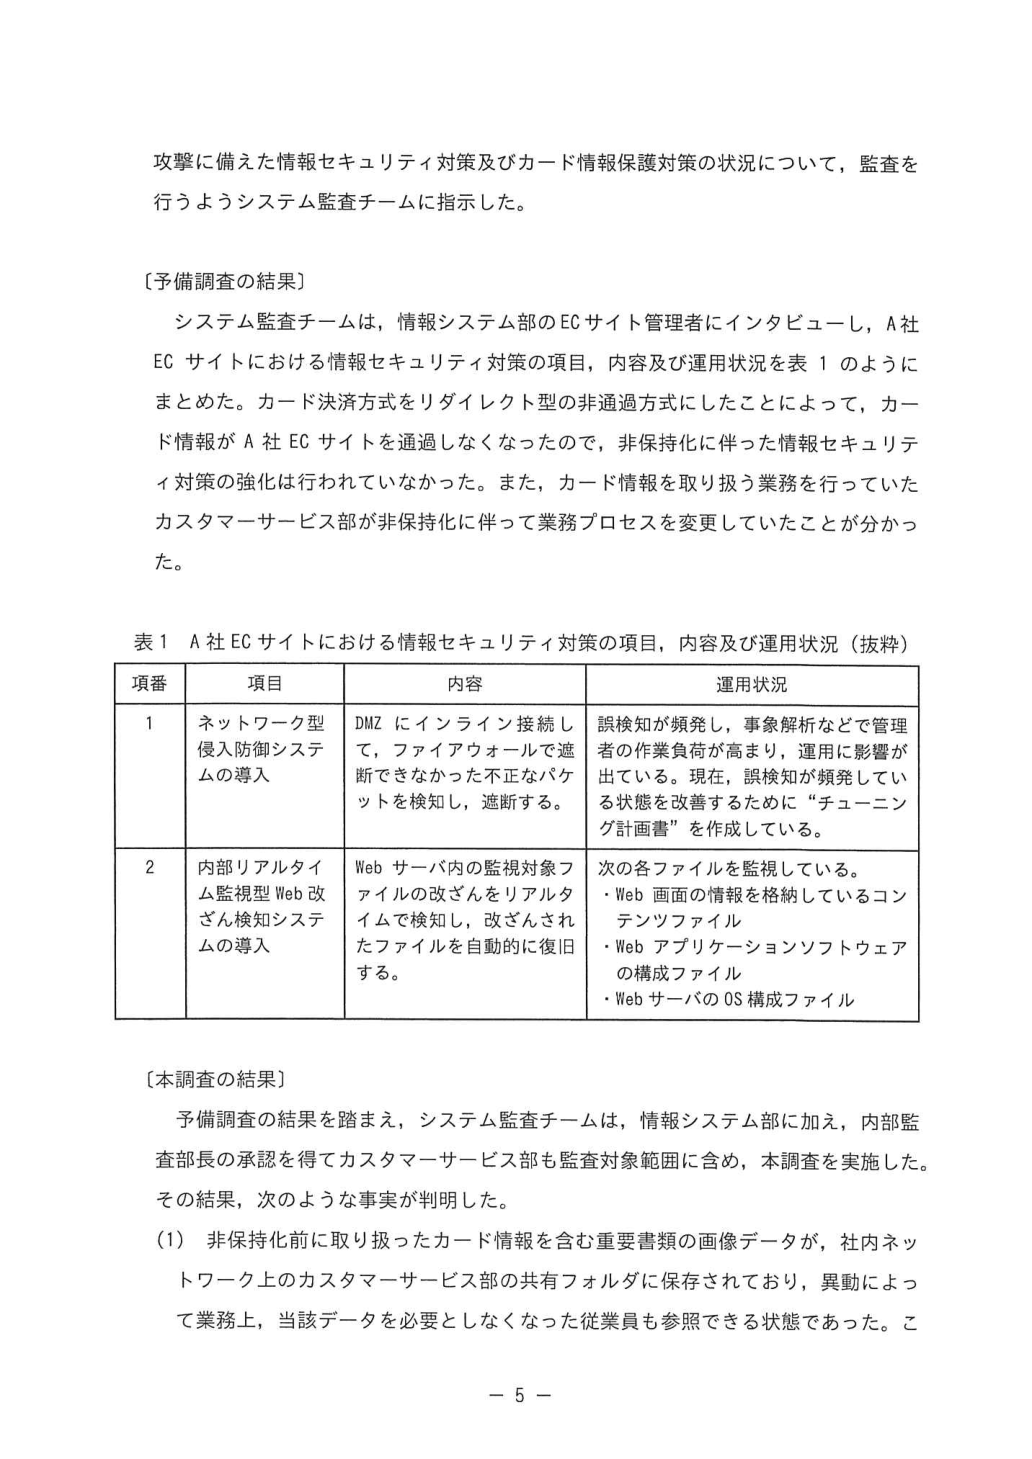 攻撃に備えた情報セキュリティ対策及びカード情報保護対策の状況について，監査を
行うようシステム監査チームに指示した。
〔予備調査の結果〕
システム監査チームは，情報システム部のECサイト管理者にインタビューし，A社
EC サイトにおける情報セキュリティ対策の項目，内容及び運用状況を表 1 のように
まとめた。カード決済方式をリダイレクト型の非通過方式にしたことによって，カー
ド情報が A 社 EC サイトを通過しなくなったので，非保持化に伴った情報セキュリテ
ィ対策の強化は行われていなかった。また，カード情報を取り扱う業務を行っていた
カスタマーサービス部が非保持化に伴って業務プロセスを変更していたことが分かっ
た。
表1 A社ECサイトにおける情報セキュリティ対策の項目，内容及び運用状況（抜粋）
項番 項目 内容 運用状況
1
ネットワーク型
侵入防御システ
ムの導入
DMZ にインライン接続し
て，ファイアウォールで遮
断できなかった不正なパケ
ットを検知し，遮断する。
誤検知が頻発し，事象解析などで管理
者の作業負荷が高まり，運用に影響が
出ている。現在，誤検知が頻発してい
る状態を改善するために“チューニン
グ計画書”を作成している。
2
内部リアルタイ
ム監視型 Web 改
ざん検知システ
ムの導入
Web サーバ内の監視対象フ
ァイルの改ざんをリアルタ
イムで検知し，改ざんされ
たファイルを自動的に復旧
する。
次の各ファイルを監視している。
・Web 画面の情報を格納しているコン
テンツファイル
・Web アプリケーションソフトウェア
の構成ファイル
・Web サーバの OS 構成ファイル
〔本調査の結果〕
予備調査の結果を踏まえ，システム監査チームは，情報システム部に加え，内部監
査部長の承認を得てカスタマーサービス部も監査対象範囲に含め，本調査を実施した。
その結果，次のような事実が判明した。
(1) 非保持化前に取り扱ったカード情報を含む重要書類の画像データが，社内ネッ
トワーク上のカスタマーサービス部の共有フォルダに保存されており，異動によっ
て業務上，当該データを必要としなくなった従業員も参照できる状態であった。こ
－ 5 －